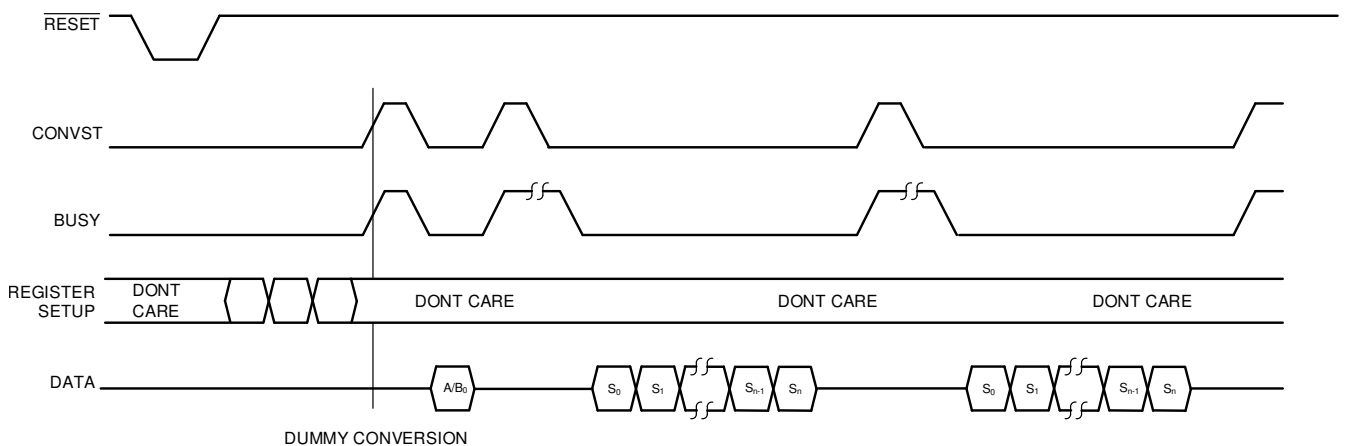 RESET
CONVST
BUSY
REGISTER
SETUP
DONT
CARE
DONT CARE
DONT CARE
DONT CARE
DATA
A/B₀
S₀
S₁
Sₙ₋₁
Sₙ
S₀
S₁
Sₙ₋₁
Sₙ
DUMMY CONVERSION